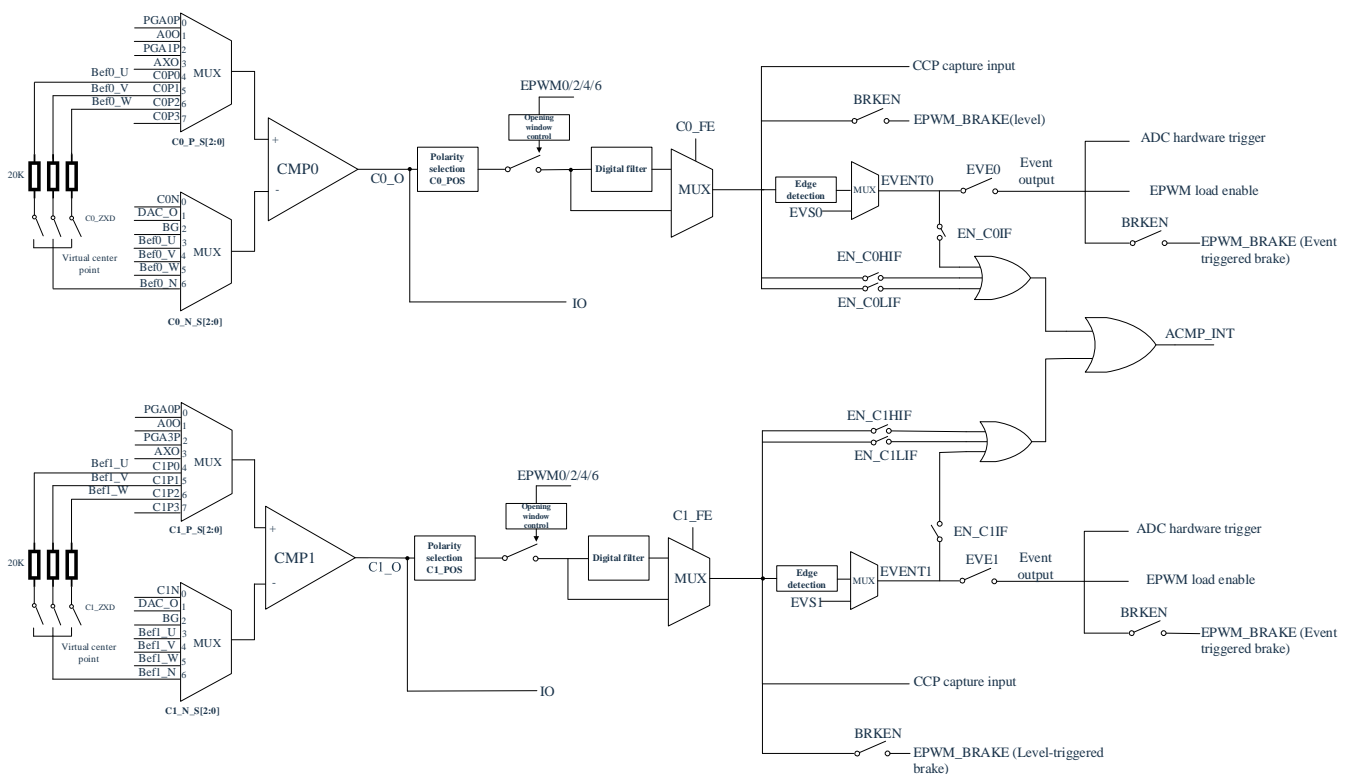 PGA0P 0
A0O 1
PGA1P 2
AXO 3
Bef0_U C0P0 4
Bef0_V C0P1 5
Bef0_W C0P2 6
C0P3 7
MUX
C0_P_S[2:0]
20K
C0_ZXD
Virtual center
point
C0N 0
DAC_O 1
BG 2
Bef0_U 3
Bef0_V 4
Bef0_W 5
Bef0_N 6
MUX
C0_N_S[2:0]
+
-
CMP0
C0_O
IO
Polarity
selection
C0_POS
EPWM0/2/4/6
Opening
window
control
Digital filter
C0_FE
MUX
CCP capture input
BRKEN
EPWM_BRAKE(level)
Edge
detection
EVS0
MUX
EVENT0
EVE0
Event
output
ADC hardware trigger
EPWM load enable
BRKEN
EPWM_BRAKE (Event
triggered brake)
EN_C0IF
EN_C0HIF
EN_C0LIF
ACMP_INT
PGA0P 0
A0O 1
PGA3P 2
AXO 3
Bef1_U C1P0 4
Bef1_V C1P1 5
Bef1_W C1P2 6
C1P3 7
MUX
C1_P_S[2:0]
20K
C1_ZXD
Virtual center
point
C1N 0
DAC_O 1
BG 2
Bef1_U 3
Bef1_V 4
Bef1_W 5
Bef1_N 6
MUX
C1_N_S[2:0]
+
-
CMP1
C1_O
IO
Polarity
selection
C1_POS
EPWM0/2/4/6
Opening
window
control
Digital filter
C1_FE
MUX
EN_C1HIF
EN_C1LIF
EN_C1IF
Edge
detection
EVS1
MUX
EVENT1
EVE1
Event
output
ADC hardware trigger
EPWM load enable
BRKEN
EPWM_BRAKE (Event
triggered brake)
CCP capture input
BRKEN
EPWM_BRAKE (Level-triggered
brake)